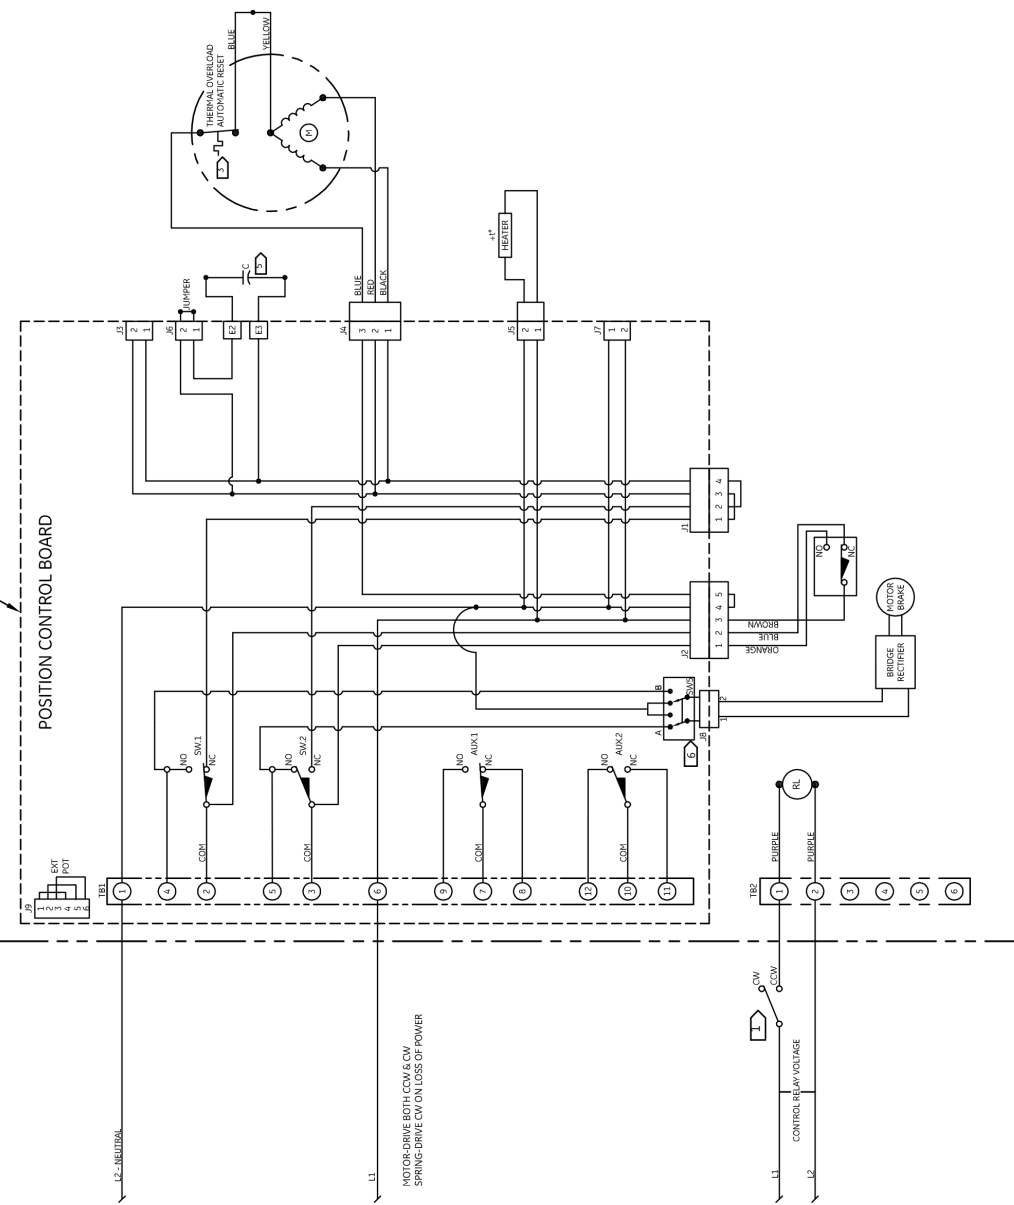 POSITION CONTROL BOARD
BLUE
YELLOW
THERMAL OVERLOAD
AUTOMATIC RESET
3
M
JUMPER
C
5
+t°
HEATER
BLUE
RED
BLACK
J3
2 1
J6
2 1
E2
E3
J4
3 2 1
J5
2 1
J7
1 2
J1
1 2 3 4
J2
1 2 3 4 5
BROWN
BLUE
ORANGE
NO
NC
MOTOR
BRAKE
BRIDGE
RECTIFIER
B
A
SW5
J8
1 2
6
NO
SW.1
NC
COM
NO
SW.2
NC
COM
NO
AUX.1
NC
COM
NO
AUX.2
NC
COM
J9
1 2 3 4 5 6
EXT
POT
TB1
1 4 2 5 3 6 9 7 8 12 10 11
RL
PURPLE
PURPLE
TB2
1 2 3 4 5 6
CW
CCW
1
L2 - NEUTRAL
L1
MOTOR-DRIVE BOTH CCW & CW
SPRING-DRIVE CW ON LOSS OF POWER
CONTROL RELAY VOLTAGE
L1
L2